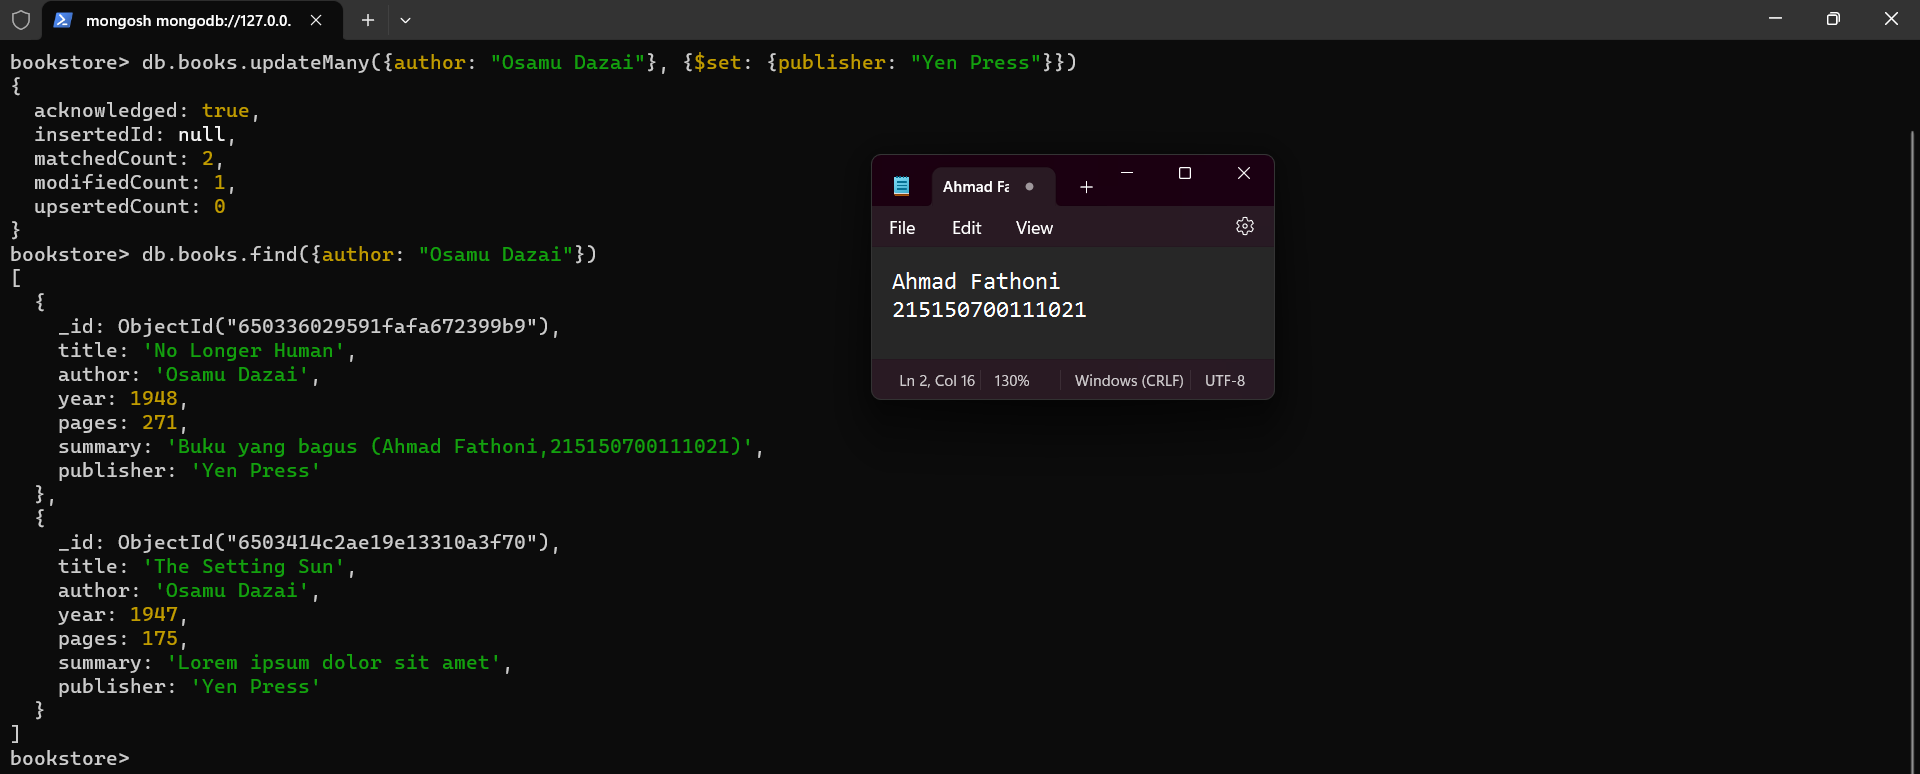 mongosh mongodb://127.0.0.
bookstore> db.books.updateMany({author: "Osamu Dazai"}, {$set: {publisher: "Yen Press"}})
{
  acknowledged: true,
  insertedId: null,
  matchedCount: 2,
  modifiedCount: 1,
  upsertedCount: 0
}
bookstore> db.books.find({author: "Osamu Dazai"})
[
  {
    _id: ObjectId("650336029591fafa672399b9"),
    title: 'No Longer Human',
    author: 'Osamu Dazai',
    year: 1948,
    pages: 271,
    summary: 'Buku yang bagus (Ahmad Fathoni,215150700111021)',
    publisher: 'Yen Press'
  },
  {
    _id: ObjectId("6503414c2ae19e13310a3f70"),
    title: 'The Setting Sun',
    author: 'Osamu Dazai',
    year: 1947,
    pages: 175,
    summary: 'Lorem ipsum dolor sit amet',
    publisher: 'Yen Press'
  }
]
bookstore>
Ahmad Fa
File Edit View
Ahmad Fathoni
215150700111021
Ln 2, Col 16 130% Windows (CRLF) UTF-8